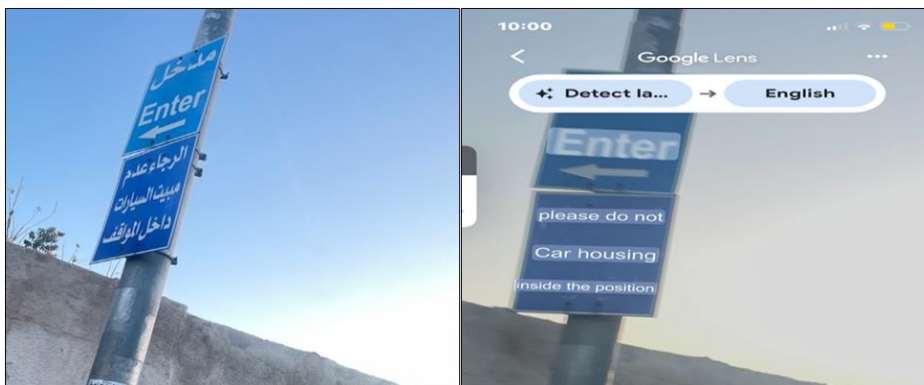 مدخل
Enter
الرجاء عدم
مبيت السيارات
داخل المواقف
10:00
Google Lens
Detect la...
English
Enter
please do not
Car housing
inside the position